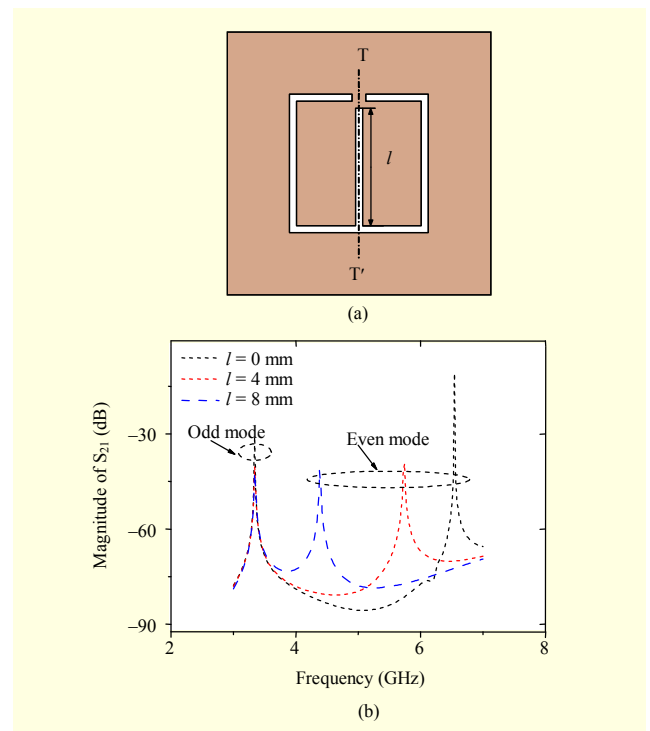 T
l
T′
(a)
l = 0 mm
l = 4 mm
l = 8 mm
Odd mode
Even mode
Magnitude of S21 (dB)
–30
–60
–90
2
4
6
8
Frequency (GHz)
(b)